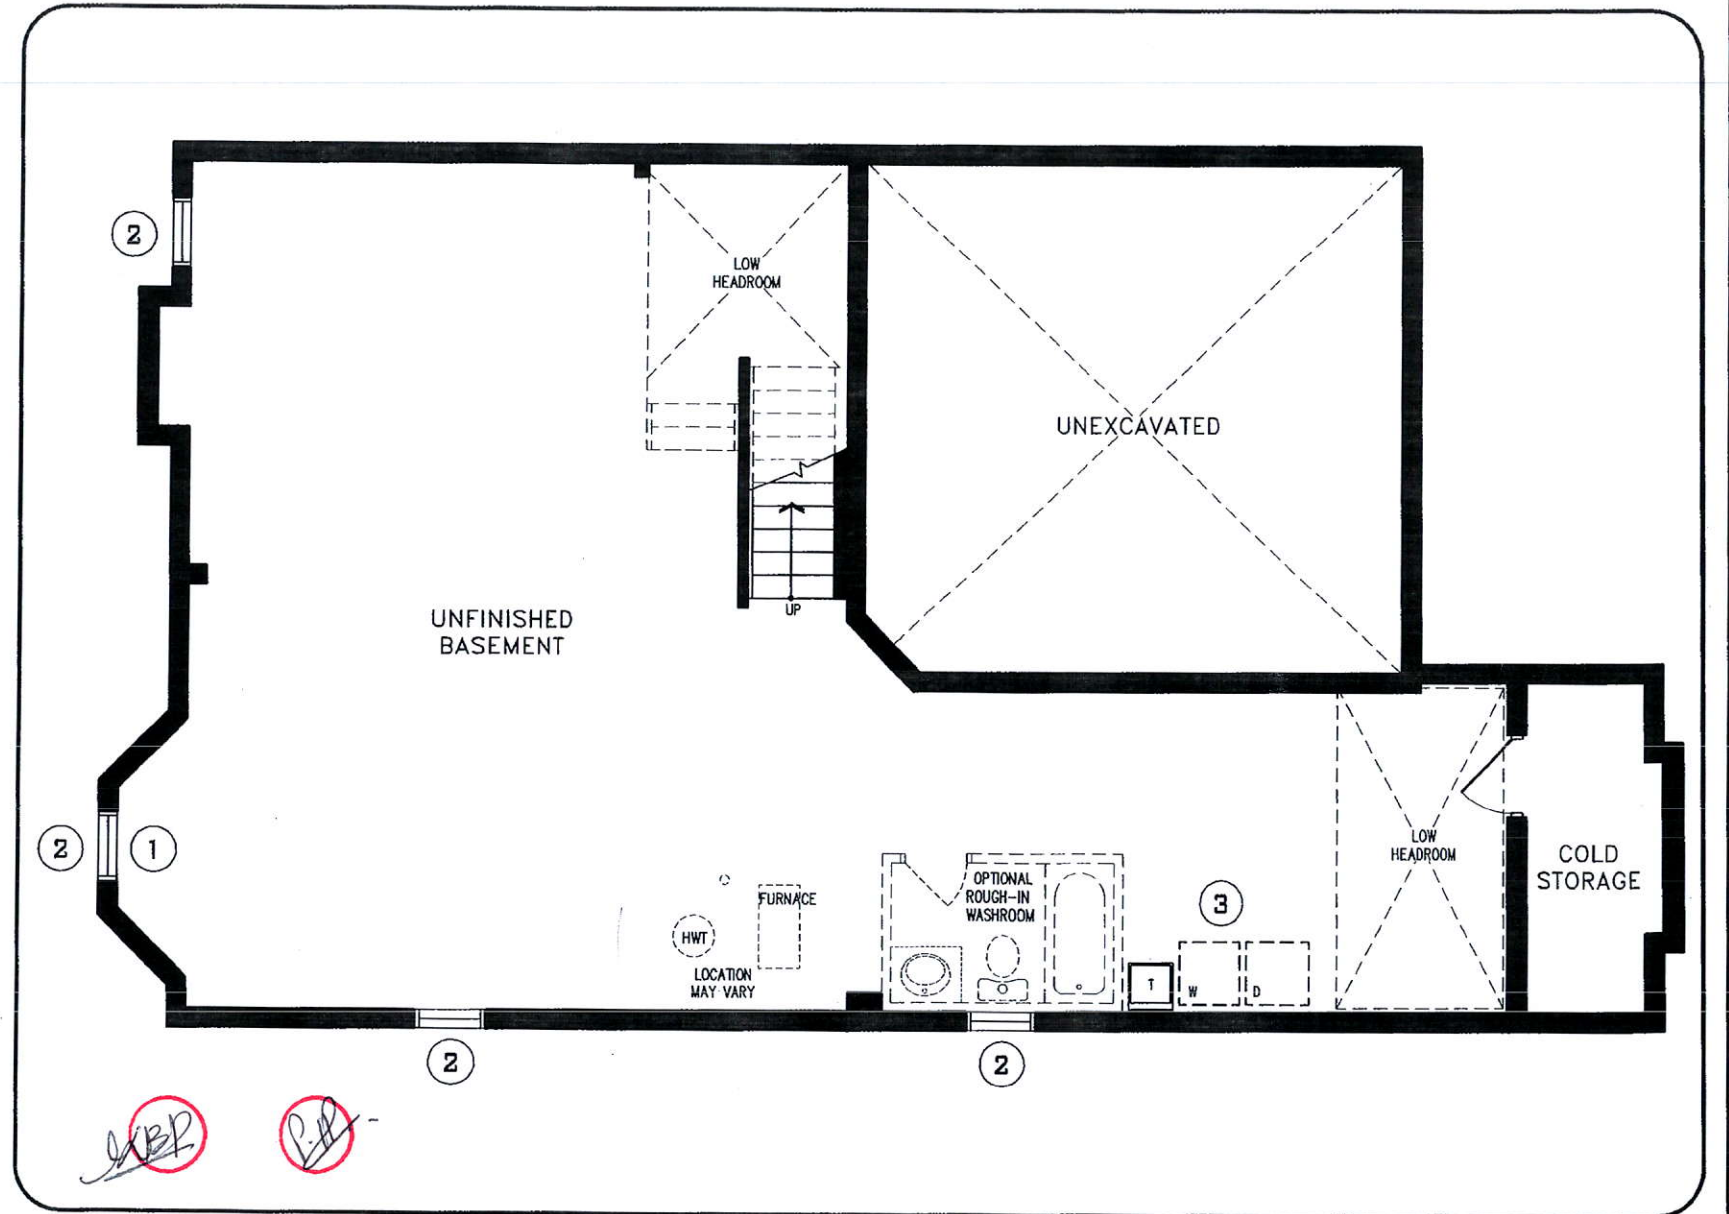 2
LOW
HEADROOM
UNEXCAVATED
UP
UNFINISHED
BASEMENT
2
1
LOW
HEADROOM
COLD
STORAGE
OPTIONAL
ROUGH-IN
WASHROOM
FURNACE
3
HWT
LOCATION
MAY VARY
T
W
D
2
2